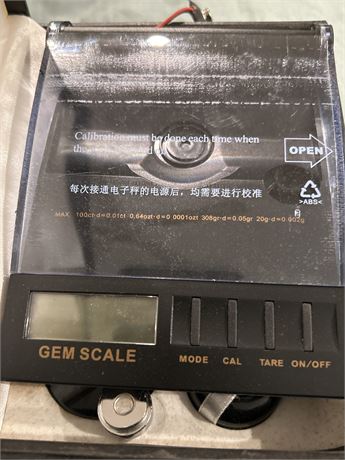 Calibration must be done each time when
the
OPEN
每次接通电子秤的电源后，均需要进行校准
>ABS<
MAX 100ct·d=0.01ct 0.64ozt·d=0 0001ozt 308gr·d=0.05gr 20g·d=0.002g
GEM SCALE
MODE CAL TARE ON/OFF